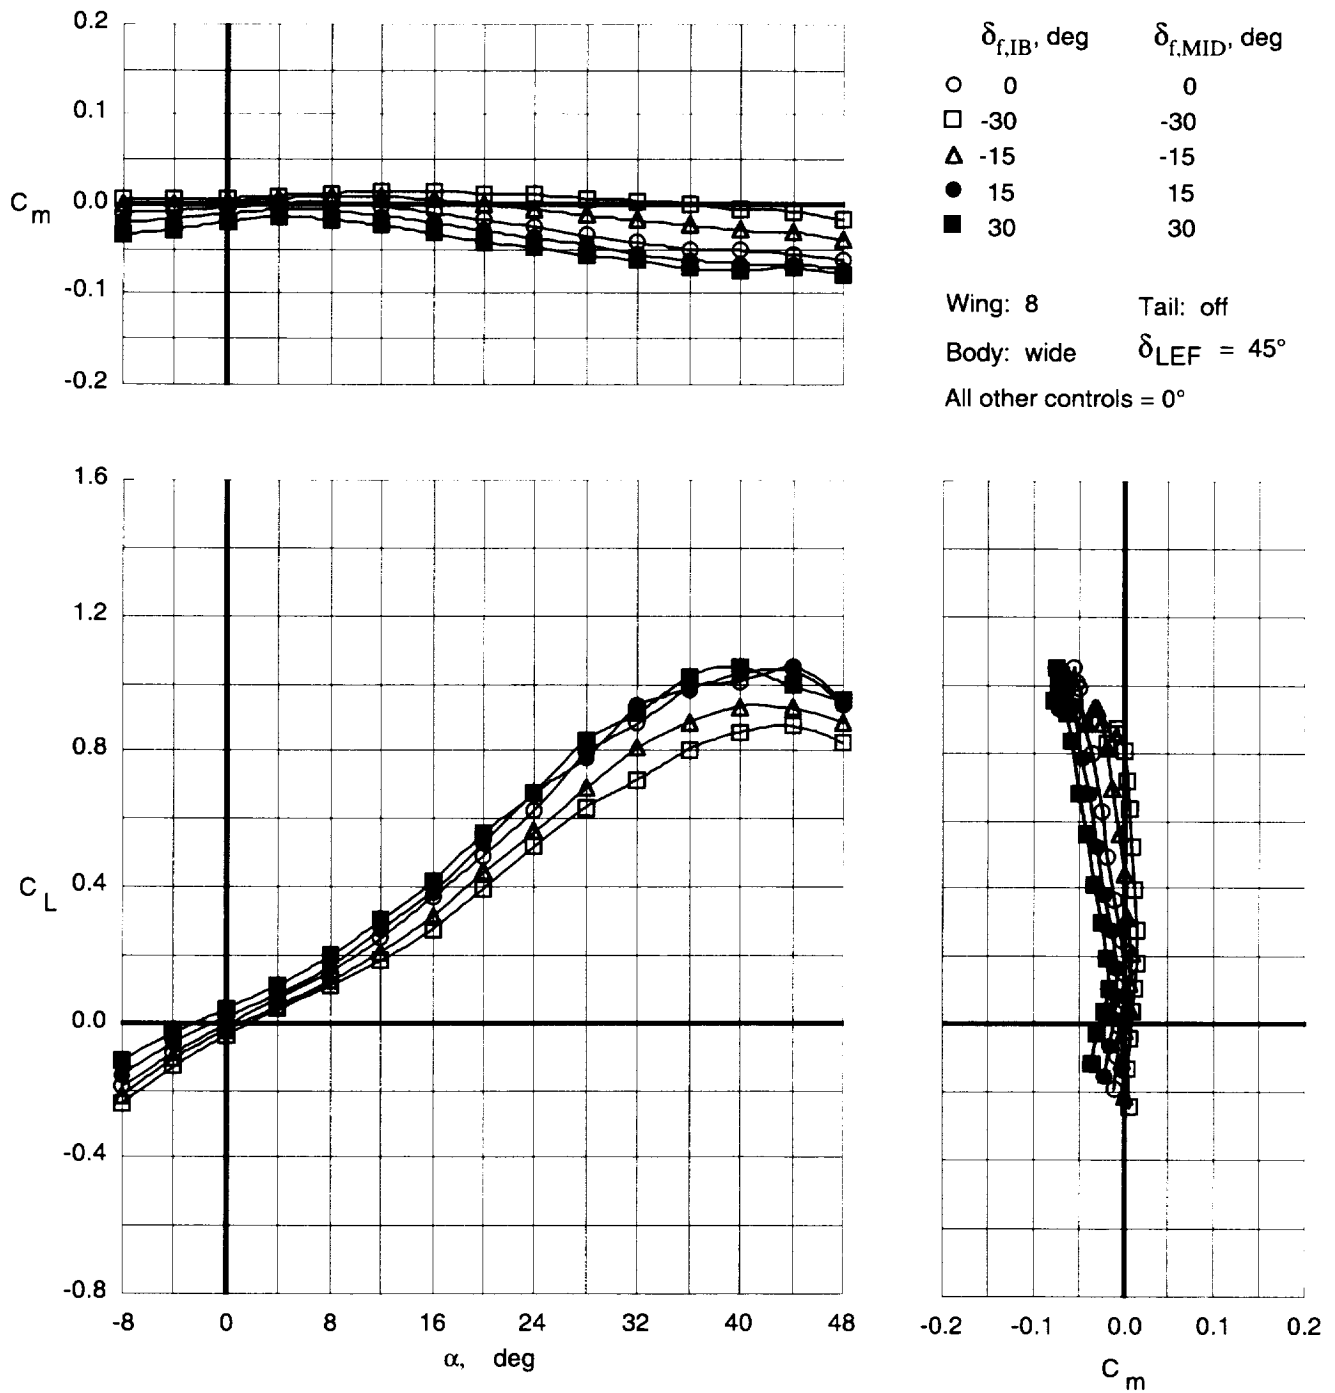 0.2
0.1
0.0
-0.1
-0.2
C m
δf,IB, deg δf,MID, deg
0 0
-30 -30
-15 -15
15 15
30 30
Wing: 8 Tail: off
Body: wide δLEF = 45°
All other controls = 0°
1.6
1.2
0.8
0.4
0.0
-0.4
-0.8
C L
-8 0 8 16 24 32 40 48
α, deg
-0.2 -0.1 0.0 0.1 0.2
C m